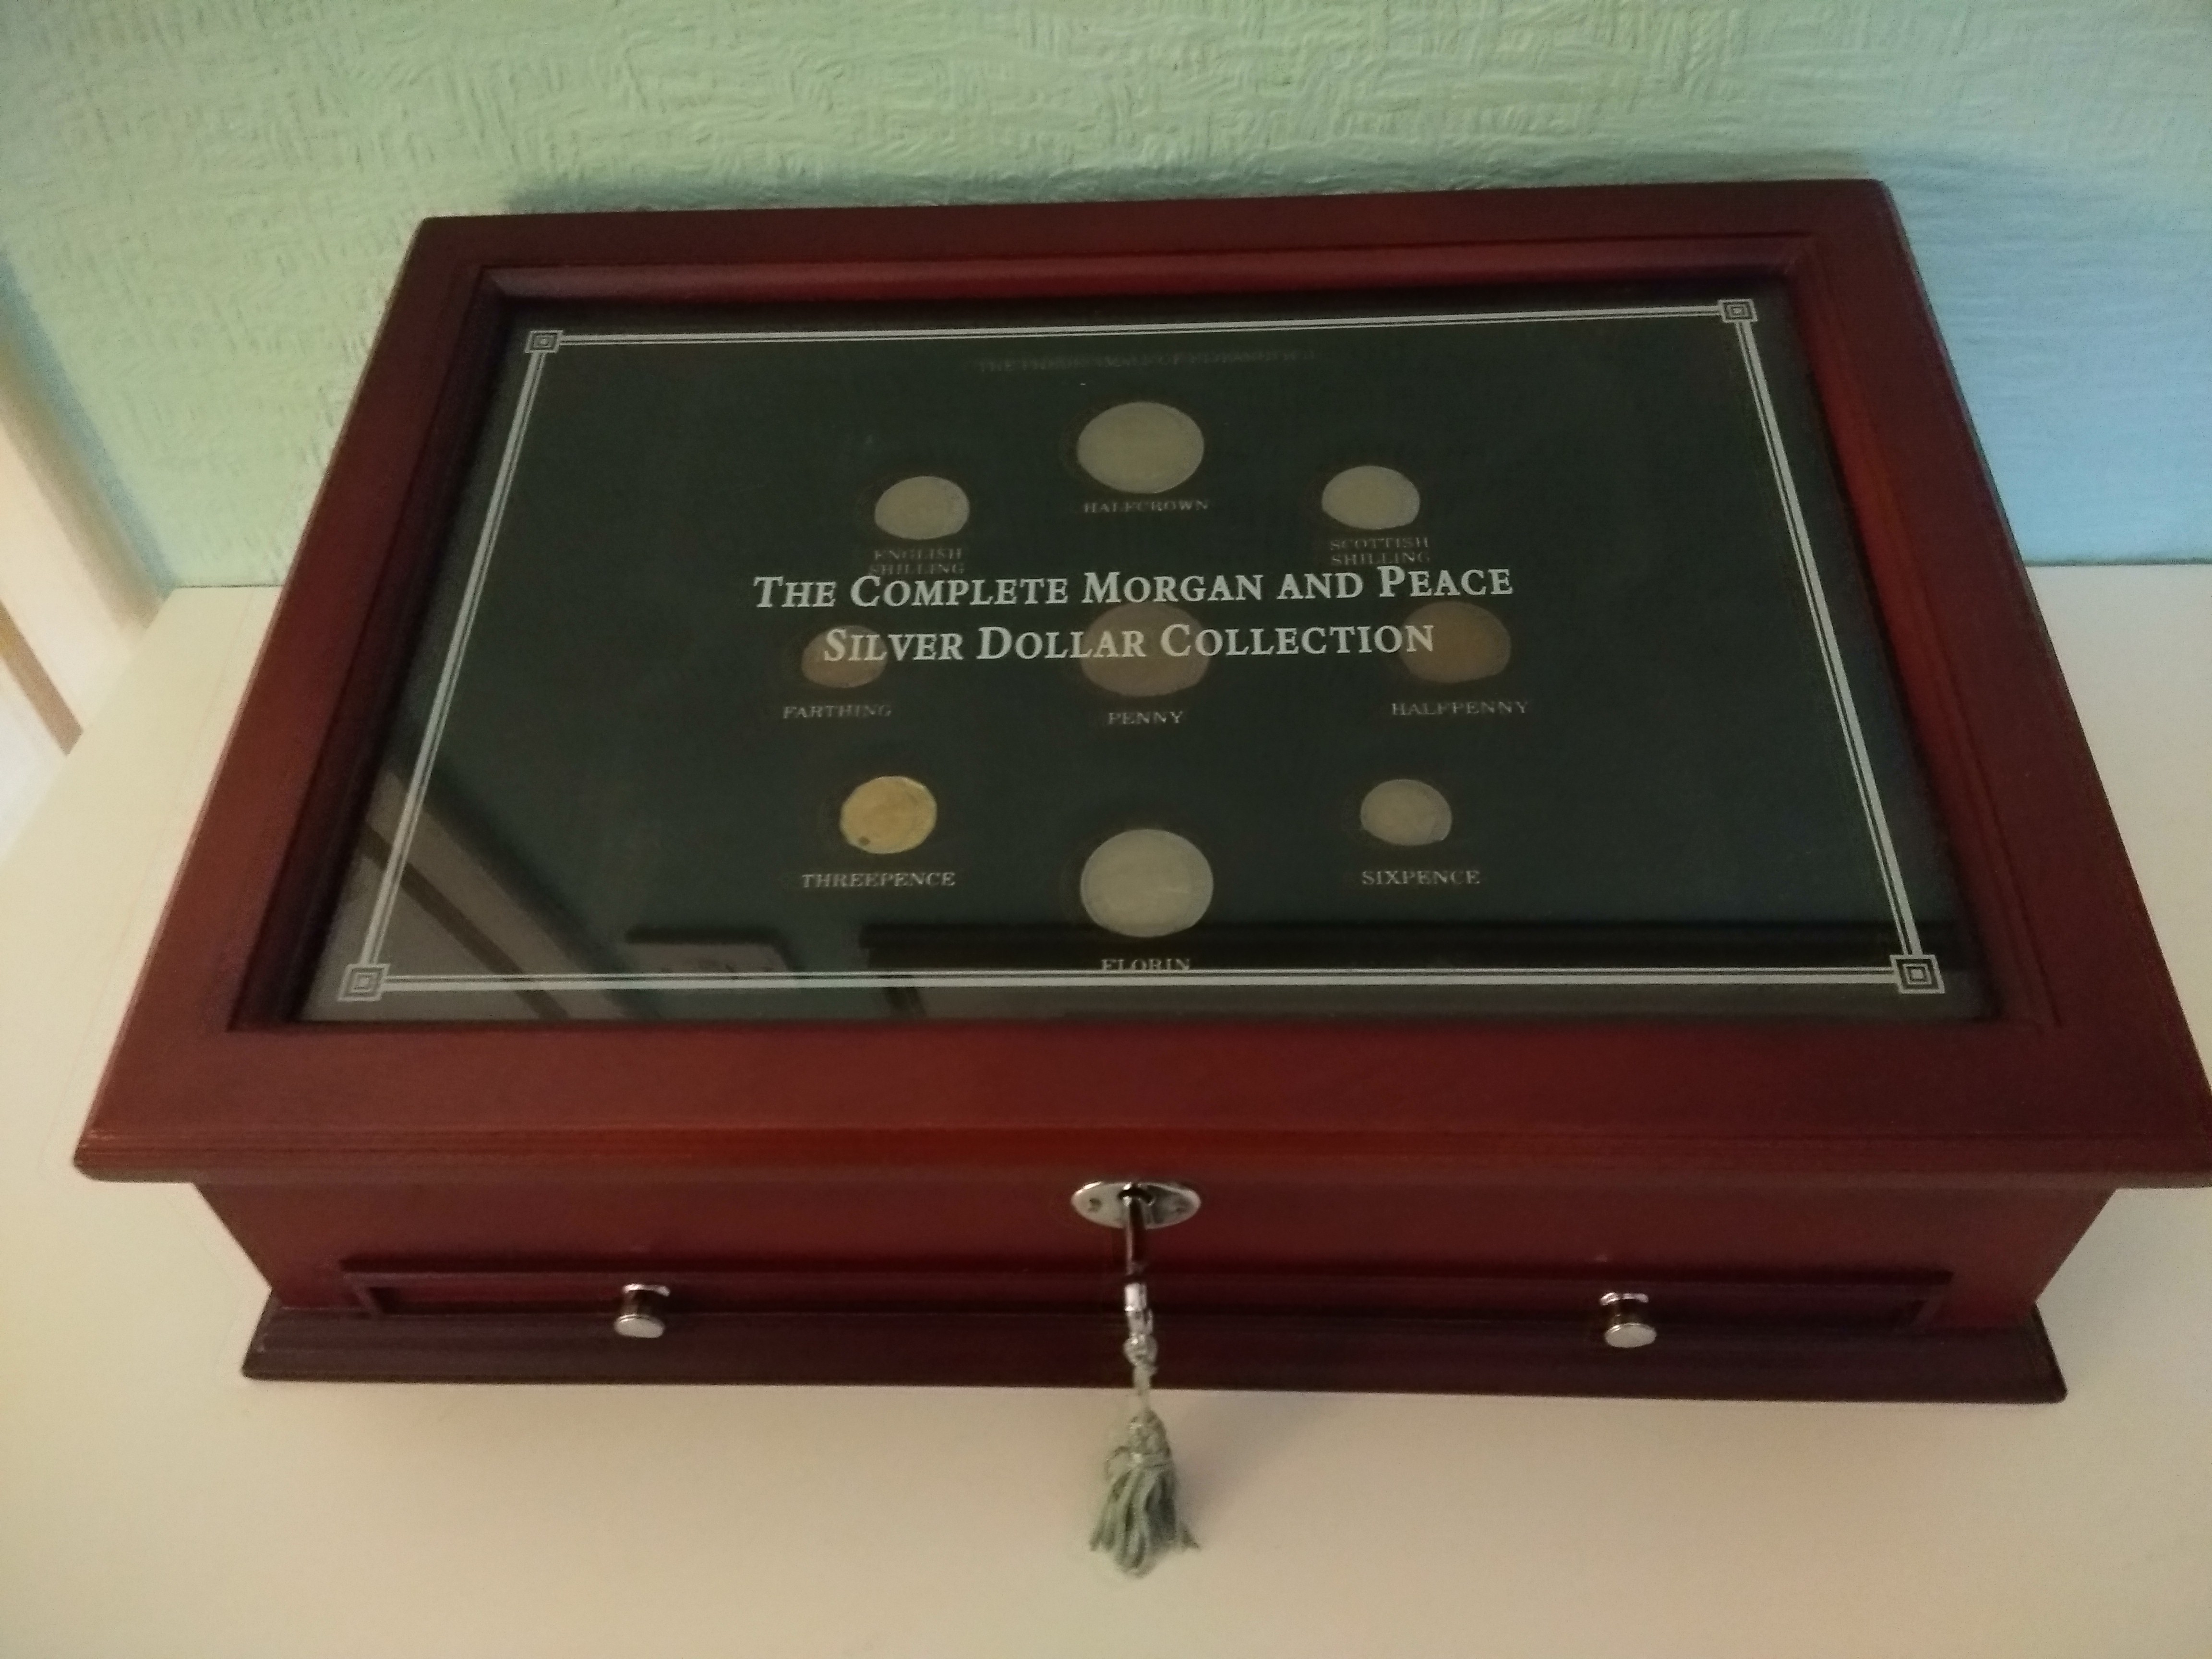 HALFCROWN
ENGLISH
SHILLING
SCOTTISH
SHILLING
THE COMPLETE MORGAN AND PEACE
SILVER DOLLAR COLLECTION
FARTHING
PENNY
HALFPENNY
THREEPENCE
SIXPENCE
FLORIN